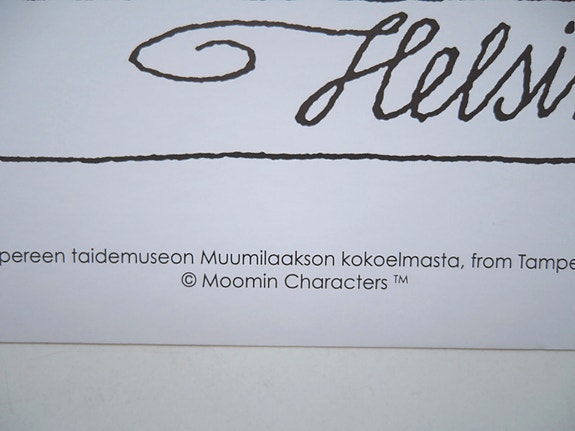 Helsi
pereen taidemuseon Muumilaakson kokoelmasta, from Tampe
© Moomin Characters ™